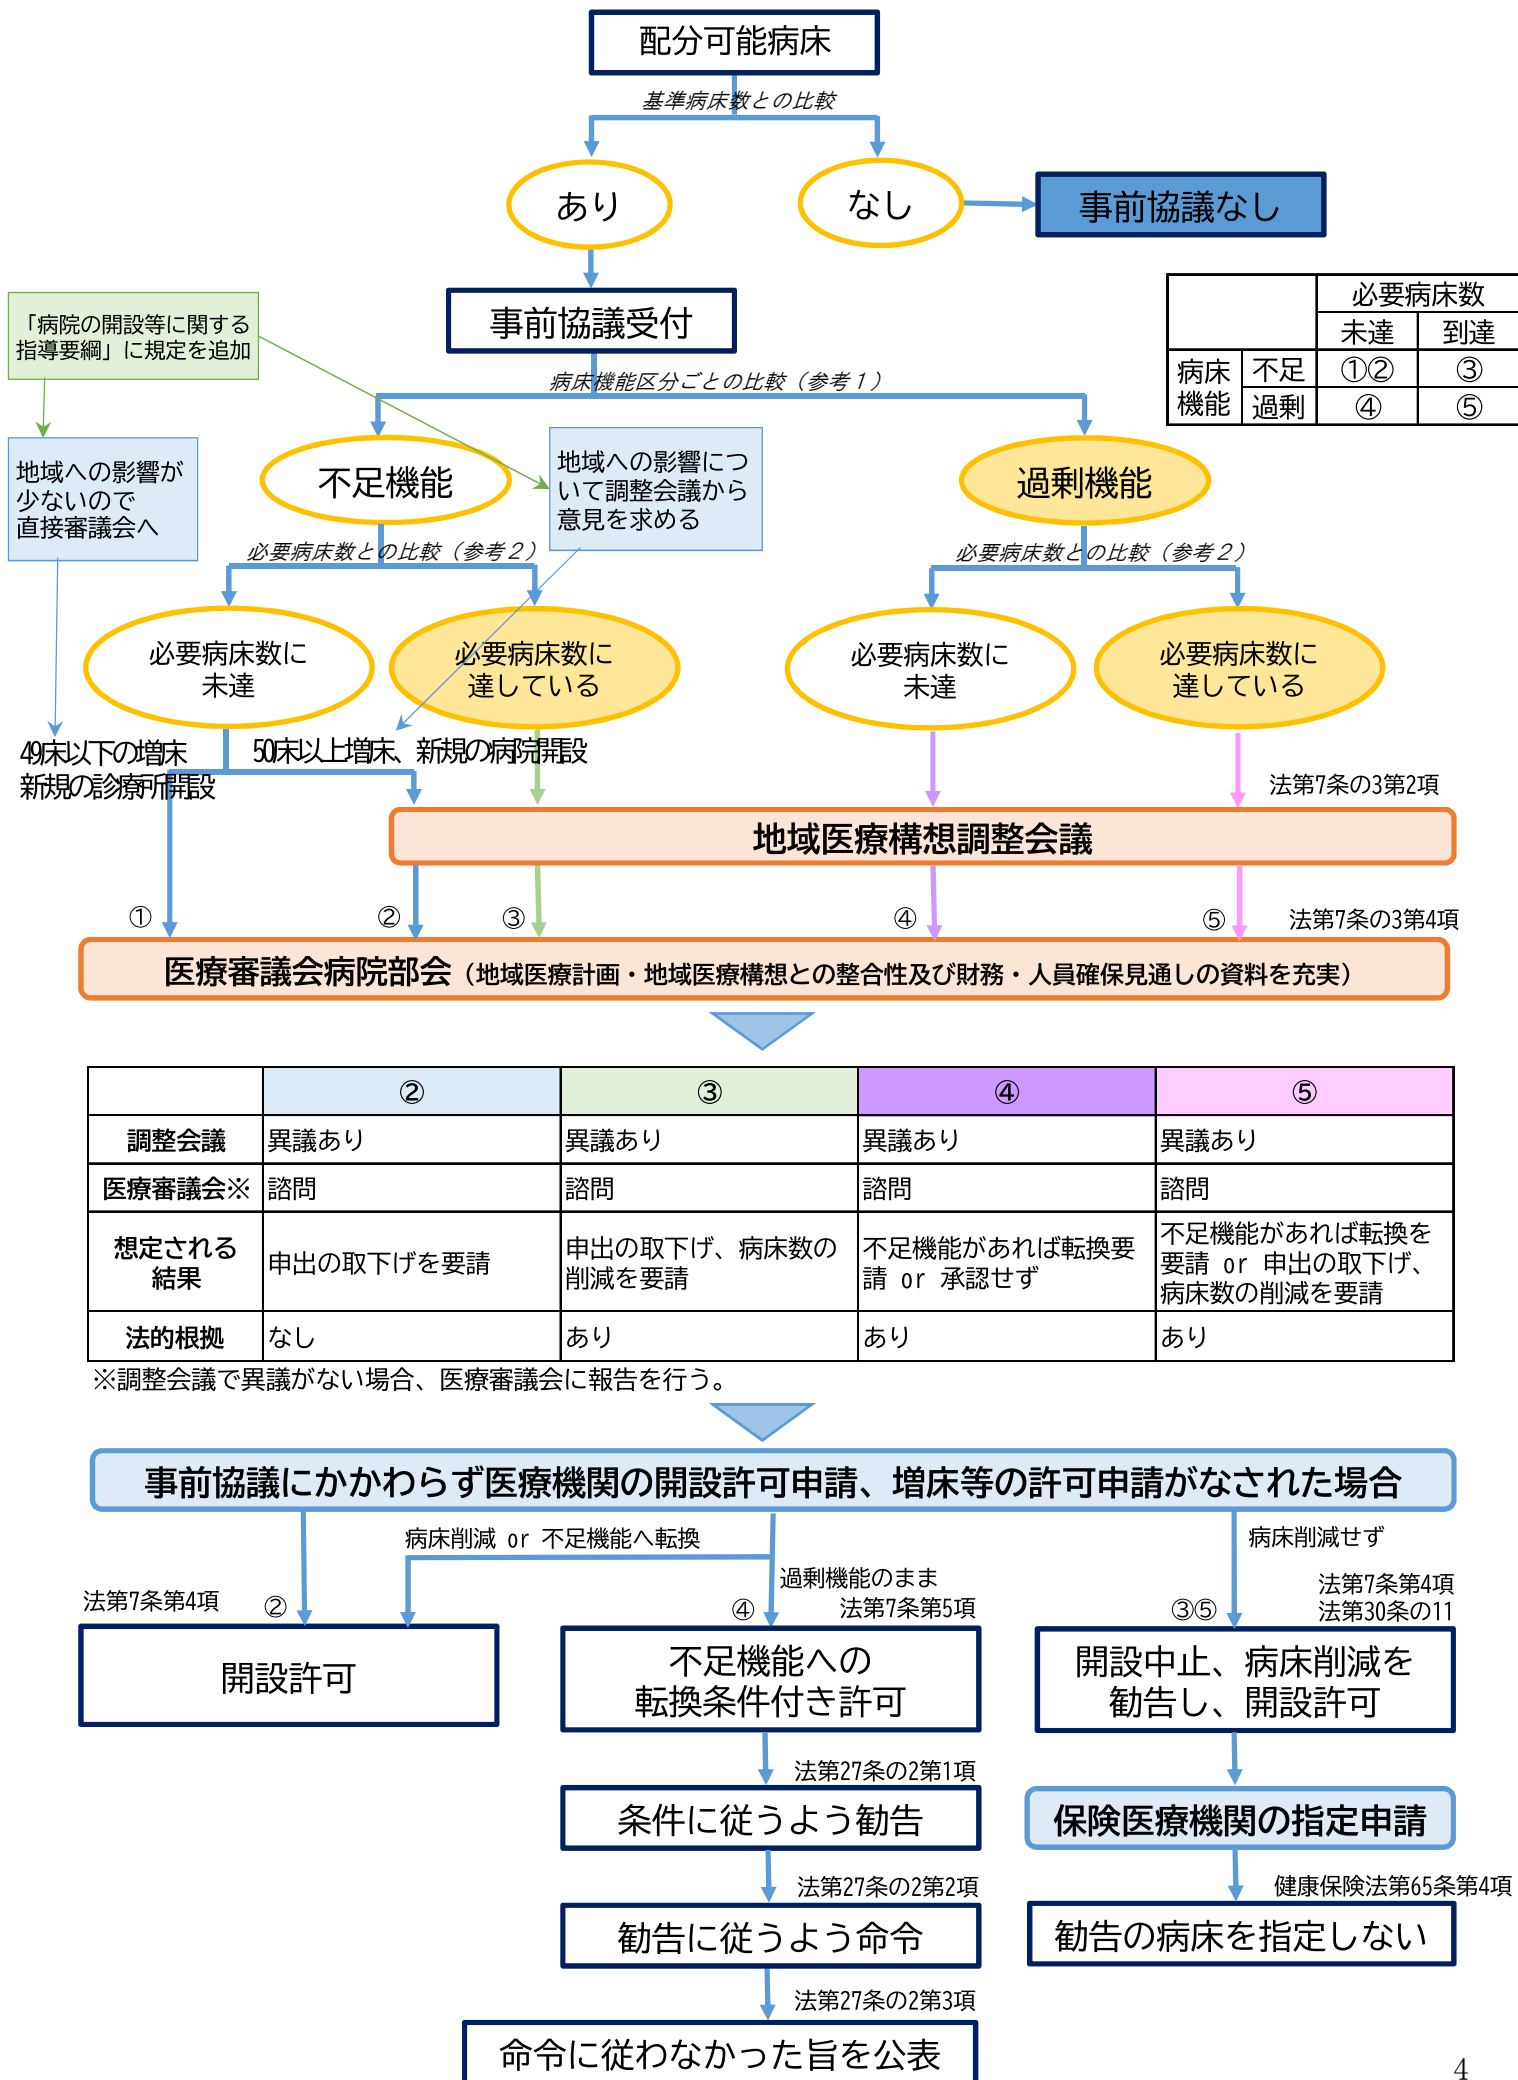 配分可能病床
基準病床数との比較
あり
なし
事前協議なし
事前協議受付
「病院の開設等に関する
指導要綱」に規定を追加
必要病床数
未達
到達
病床
機能
不足
①②
③
過剰
④
⑤
病床機能区分ごとの比較（参考１）
地域への影響が
少ないので
直接審議会へ
不足機能
地域への影響につ
いて調整会議から
意見を求める
過剰機能
必要病床数との比較（参考２）
必要病床数との比較（参考２）
必要病床数に
未達
必要病床数に
達している
必要病床数に
未達
必要病床数に
達している
49床以下の増床
新規の診療所開設
50床以上増床、新規の病院開設
法第7条の3第2項
地域医療構想調整会議
①
②
③
④
⑤
法第7条の3第4項
医療審議会病院部会（地域医療計画・地域医療構想との整合性及び財務・人員確保見通しの資料を充実）
②
③
④
⑤
調整会議
異議あり
異議あり
異議あり
異議あり
医療審議会※
諮問
諮問
諮問
諮問
想定される
結果
申出の取下げを要請
申出の取下げ、病床数の
削減を要請
不足機能があれば転換要
請 or 承認せず
不足機能があれば転換を
要請 or 申出の取下げ、
病床数の削減を要請
法的根拠
なし
あり
あり
あり
※調整会議で異議がない場合、医療審議会に報告を行う。
事前協議にかかわらず医療機関の開設許可申請、増床等の許可申請がなされた場合
病床削減 or 不足機能へ転換
病床削減せず
過剰機能のまま
法第7条第4項
②
④
法第7条第5項
③⑤
法第7条第4項
法第30条の11
開設許可
不足機能への
転換条件付き許可
開設中止、病床削減を
勧告し、開設許可
法第27条の2第1項
条件に従うよう勧告
保険医療機関の指定申請
法第27条の2第2項
健康保険法第65条第4項
勧告に従うよう命令
勧告の病床を指定しない
法第27条の2第3項
命令に従わなかった旨を公表
4